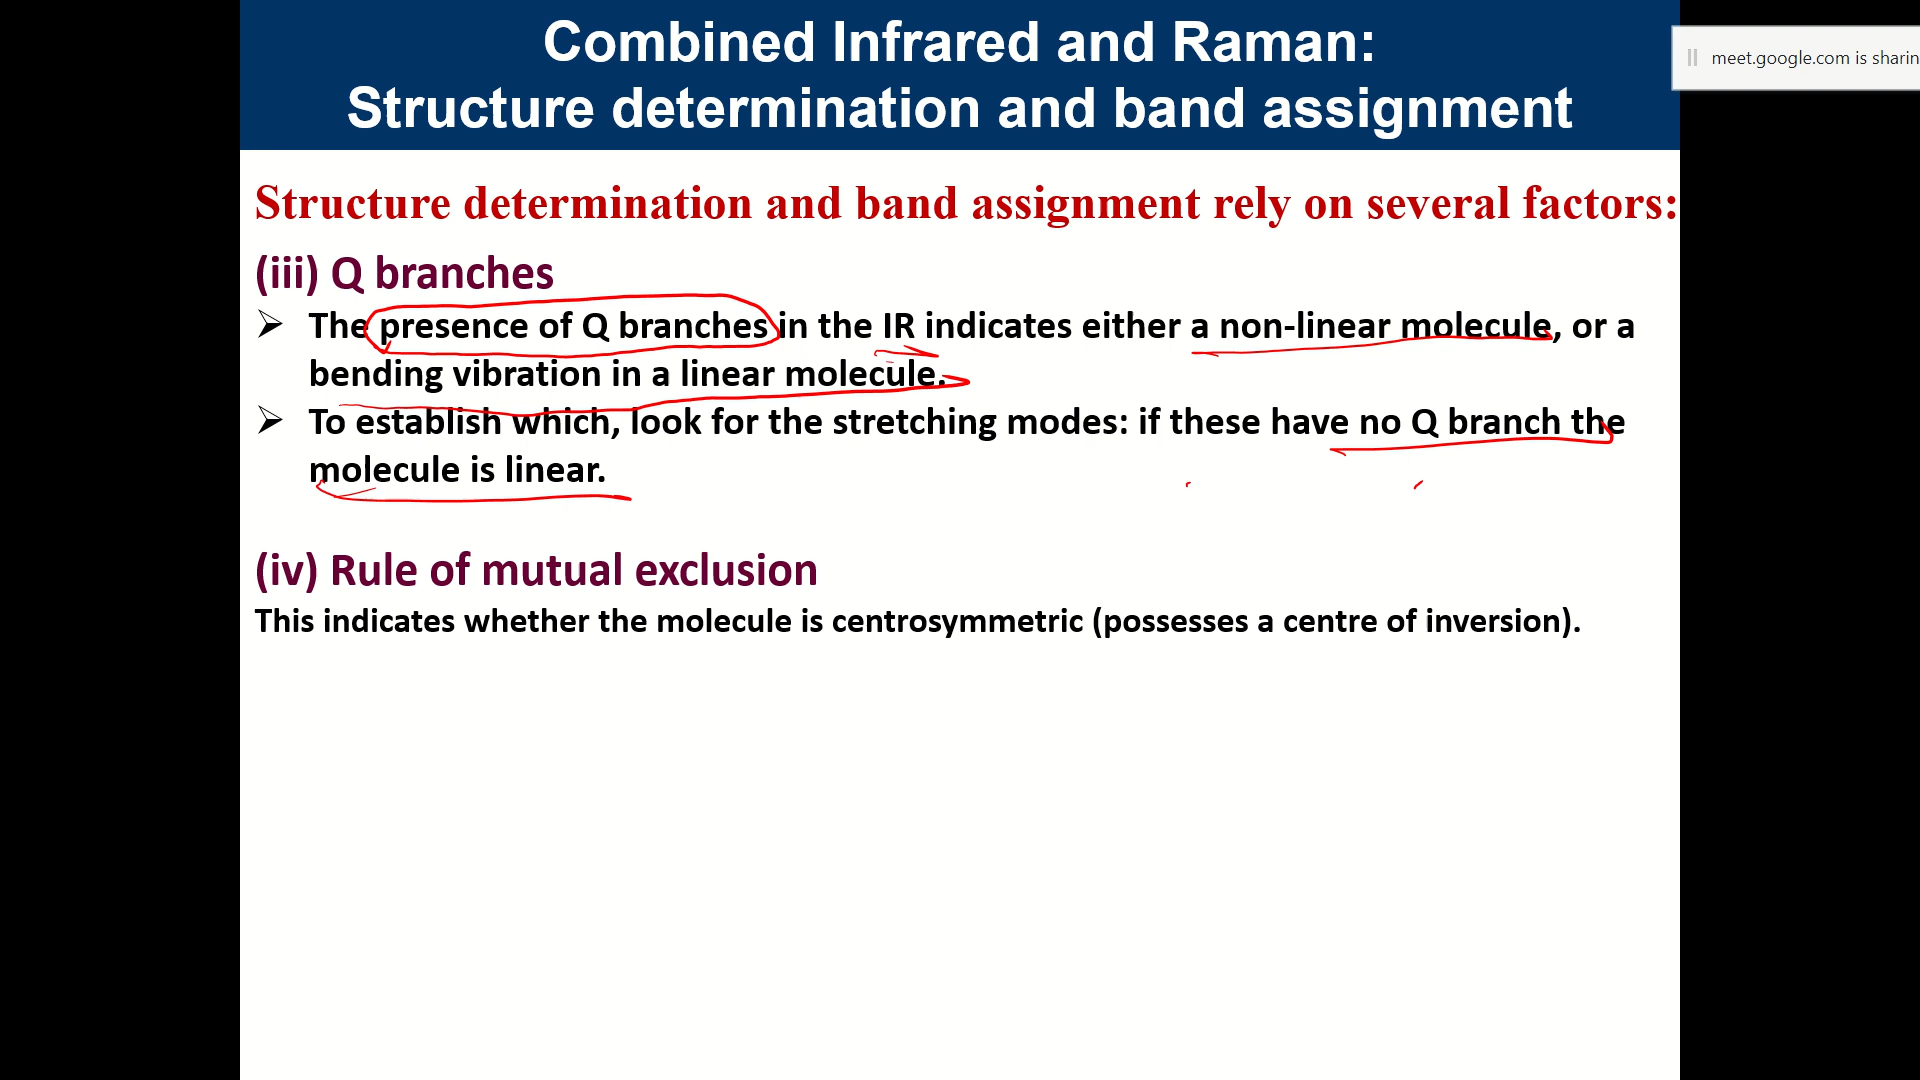 Combined Infrared and Raman:
Structure determination and band assignment
meet.google.com is sharin
Structure determination and band assignment rely on several factors:
(iii) Q branches
➢ The presence of Q branches in the IR indicates either a non-linear molecule, or a
bending vibration in a linear molecule.
➢ To establish which, look for the stretching modes: if these have no Q branch the
molecule is linear.
(iv) Rule of mutual exclusion
This indicates whether the molecule is centrosymmetric (possesses a centre of inversion).